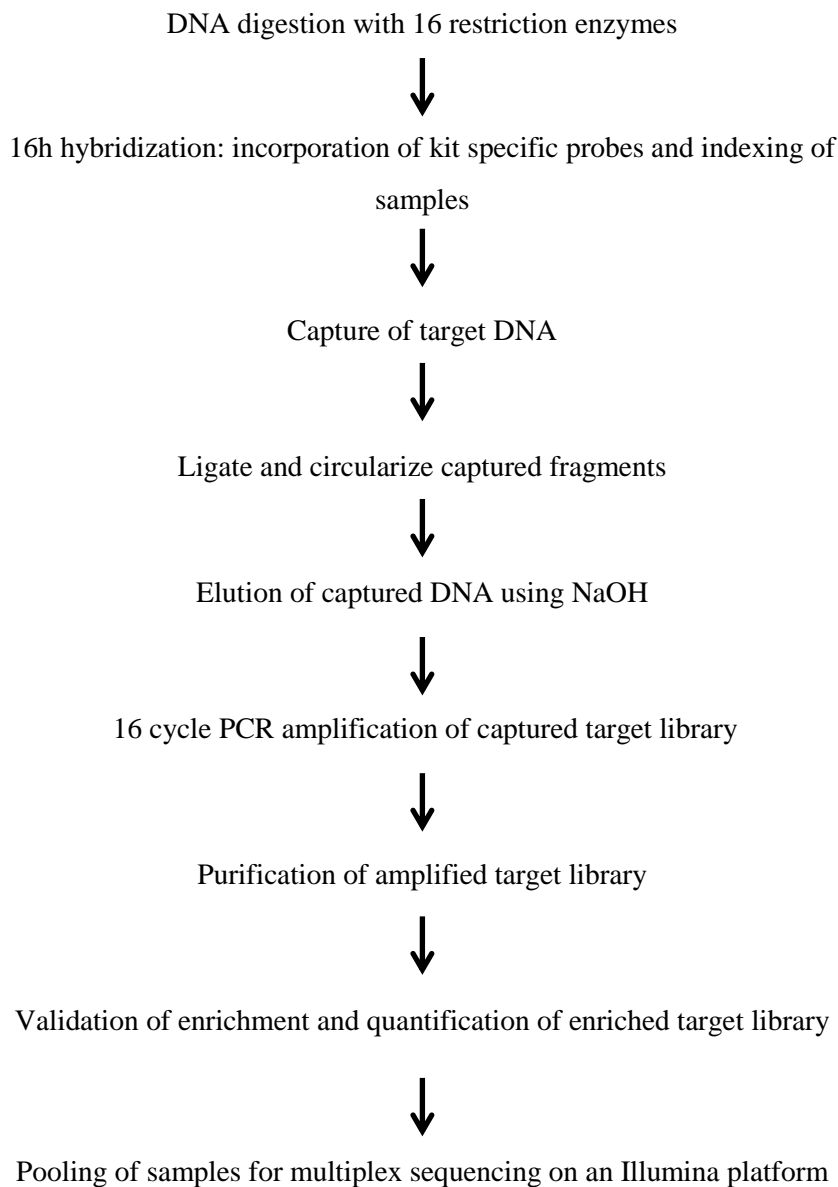 DNA digestion with 16 restriction enzymes
16h hybridization: incorporation of kit specific probes and indexing of
samples
Capture of target DNA
Ligate and circularize captured fragments
Elution of captured DNA using NaOH
16 cycle PCR amplification of captured target library
Purification of amplified target library
Validation of enrichment and quantification of enriched target library
Pooling of samples for multiplex sequencing on an Illumina platform